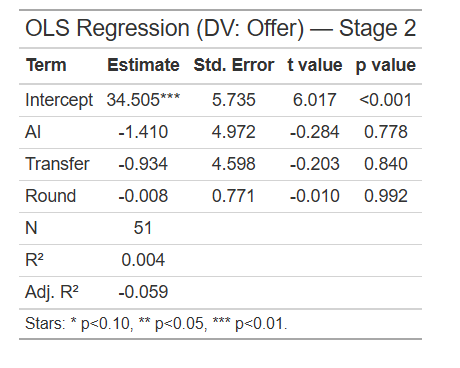 OLS Regression (DV: Offer) — Stage 2
Term Estimate Std. Error t value p value
Intercept 34.505*** 5.735 6.017 <0.001
AI -1.410 4.972 -0.284 0.778
Transfer -0.934 4.598 -0.203 0.840
Round -0.008 0.771 -0.010 0.992
N 51
R² 0.004
Adj. R² -0.059
Stars: * p<0.10, ** p<0.05, *** p<0.01.